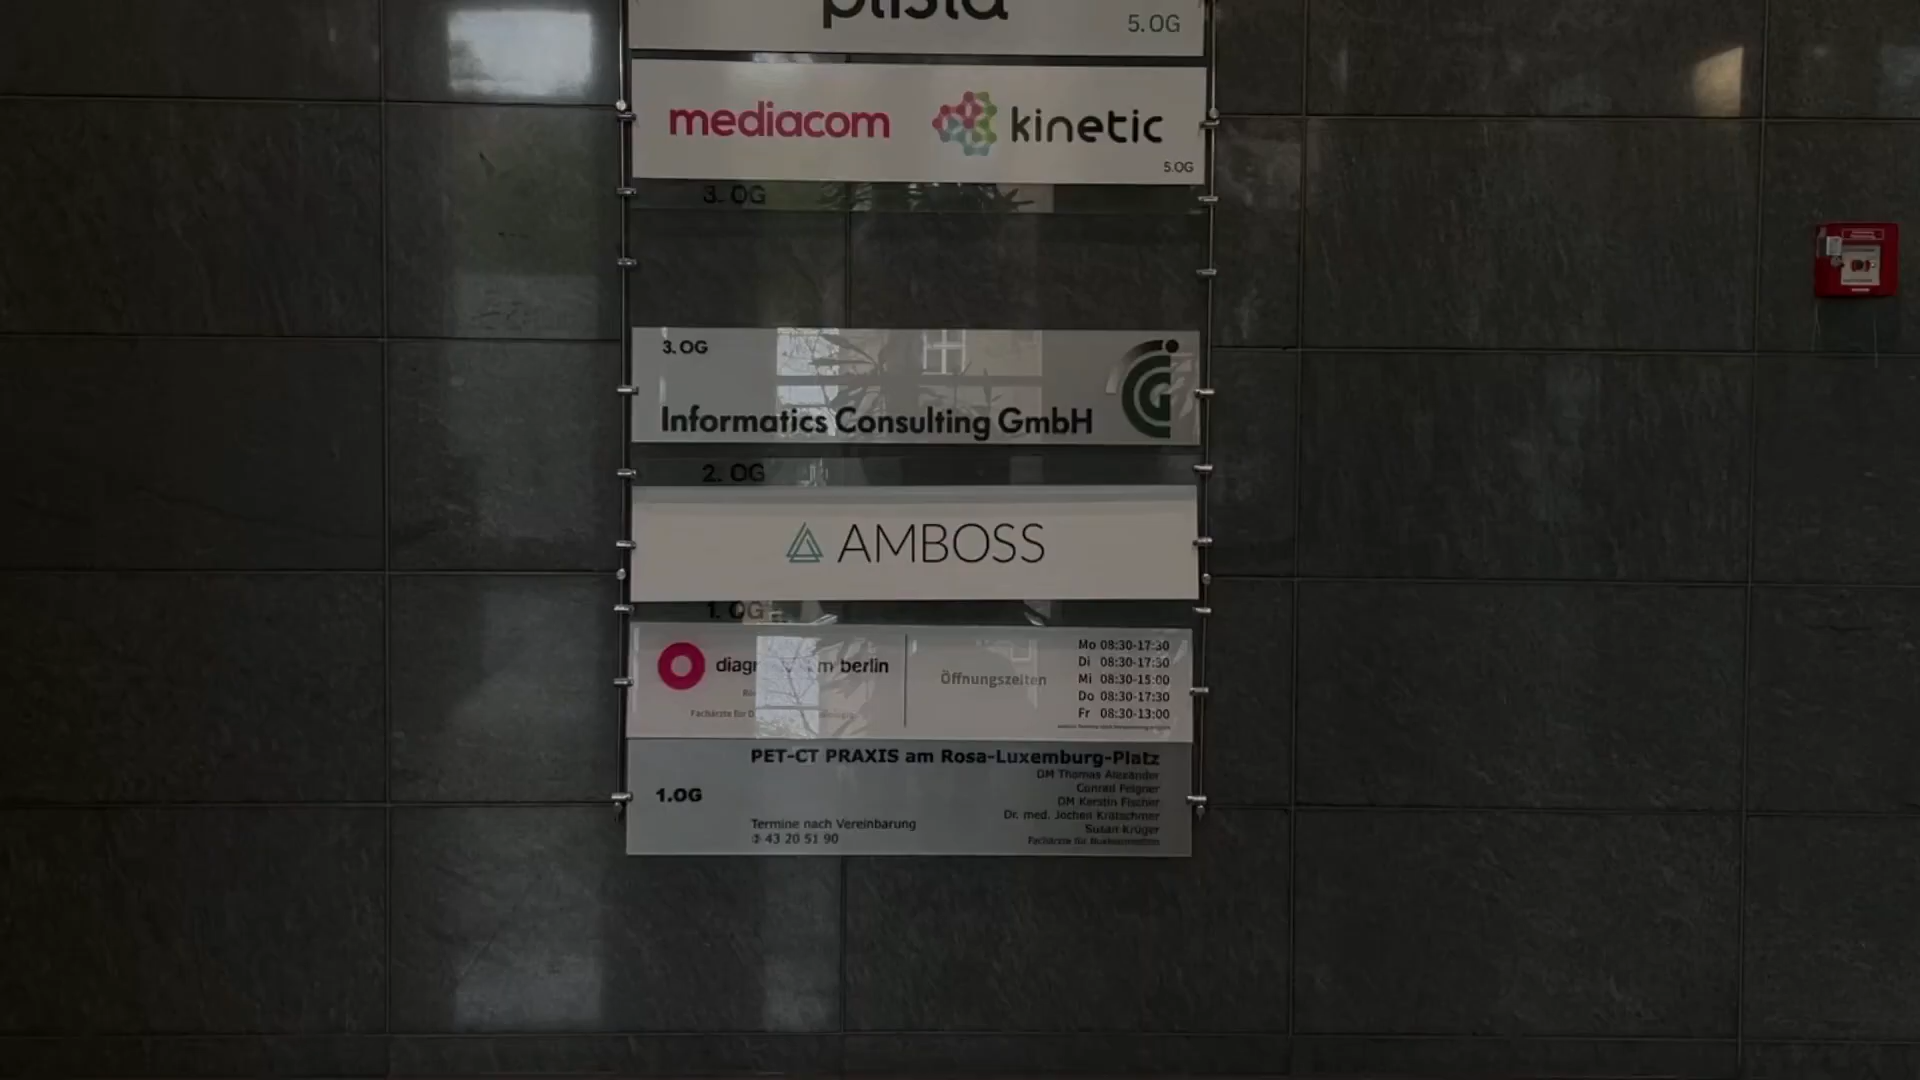 plista
5.OG
mediacom kinetic
5.OG
3. OG
3. OG
Informatics Consulting GmbH
2. OG
AMBOSS
1. OG
berlin
Öffnungszeiten
Mo 08:30-17:30
Di 08:30-17:30
Mi 08:30-15:00
Do 08:30-17:30
Fr 08:30-13:00
PET-CT PRAXIS am Rosa-Luxemburg-Platz
DM Thomas Alexander
Conrad Feigner
DM Kerstin Fischer
Dr. med. Jochen Kratschmer
Susan Krüger
Fachärzte für Nuklearmedizin
1.OG
Termine nach Vereinbarung
✆ 43 20 51 90